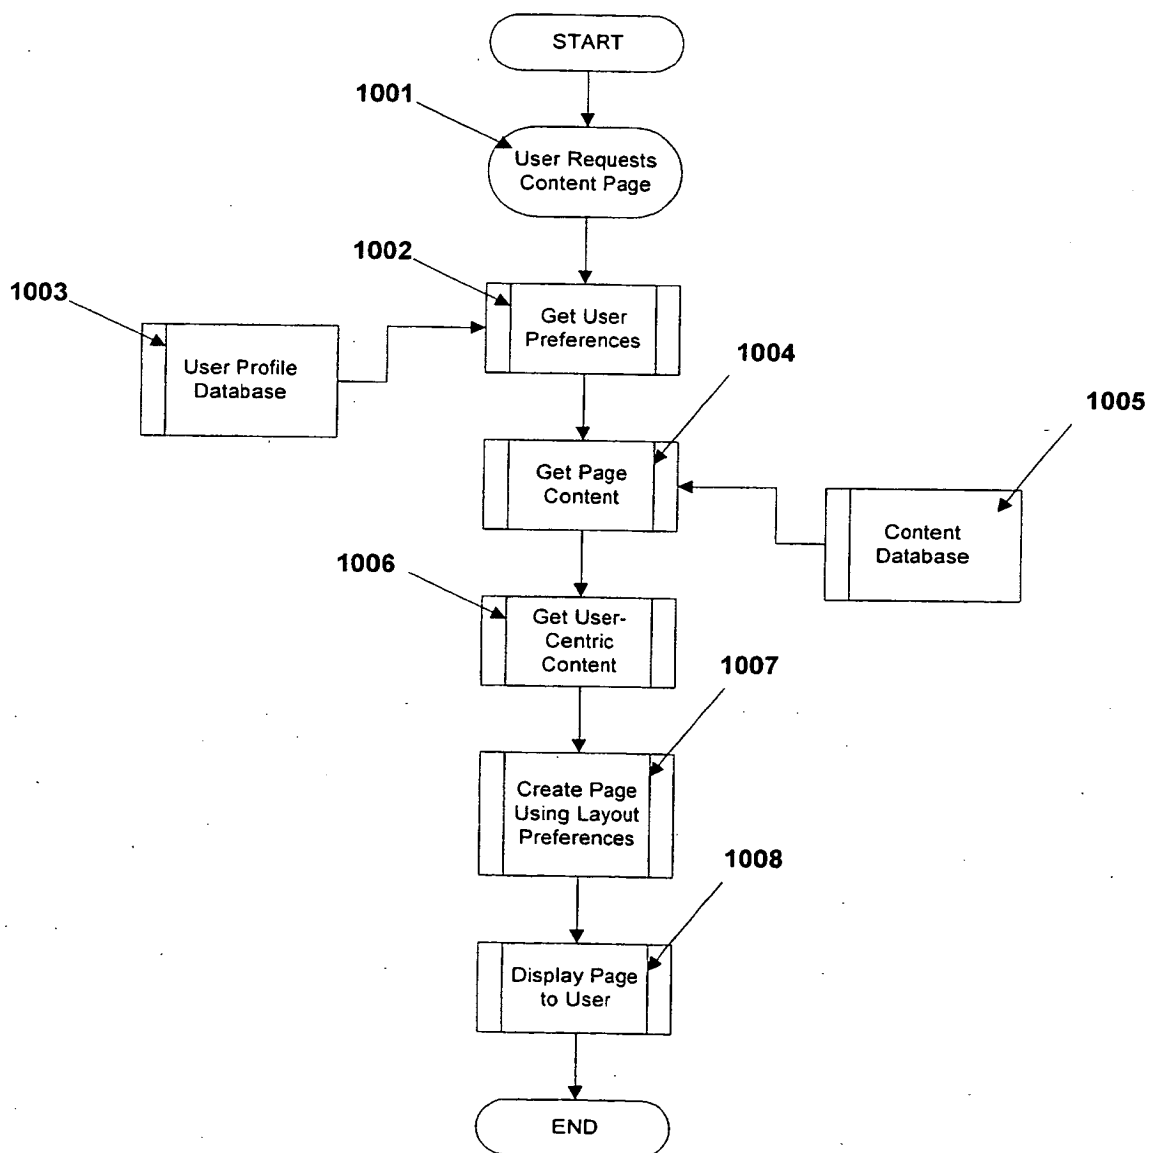 START
1001
User Requests
Content Page
1002
1003
Get User
Preferences
User Profile
Database
1004
1005
Get Page
Content
Content
Database
1006
Get User-
Centric
Content
1007
Create Page
Using Layout
Preferences
1008
Display Page
to User
END